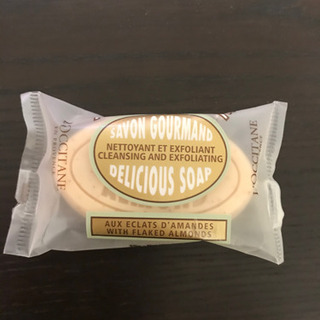 SAVON GOURMAND
NETTOYANT ET EXFOLIANT
CLEANSING AND EXFOLIATING
DELICIOUS SOAP
AUX ECLATS D'AMANDES
WITH FLAKED ALMONDS
L'OCCITANE
L'OCCITANE